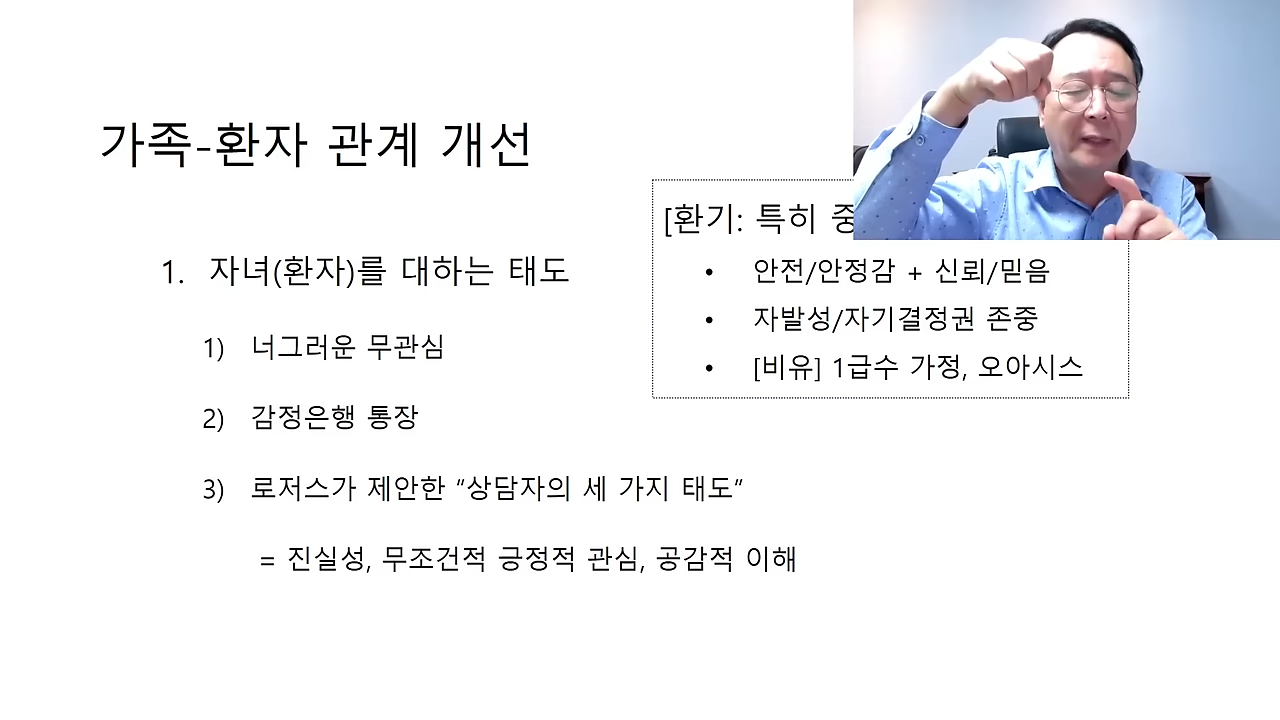 가족-환자 관계 개선
1. 자녀(환자)를 대하는 태도
1) 너그러운 무관심
2) 감정은행 통장
3) 로저스가 제안한 “상담자의 세 가지 태도”
= 진실성, 무조건적 긍정적 관심, 공감적 이해
[환기: 특히
• 안전/안정감 + 신뢰/믿음
• 자발성/자기결정권 존중
• [비유] 1급수 가정, 오아시스